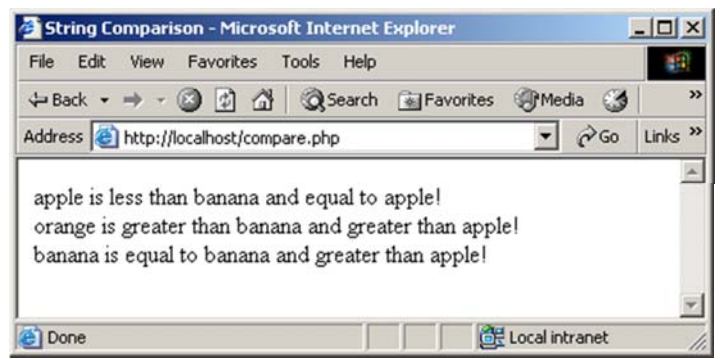 String Comparison - Microsoft Internet Explorer
File Edit View Favorites Tools Help
Back Search Favorites Media »
Address http://localhost/compare.php Go Links »
apple is less than banana and equal to apple!
orange is greater than banana and greater than apple!
banana is equal to banana and greater than apple!
Done Local intranet